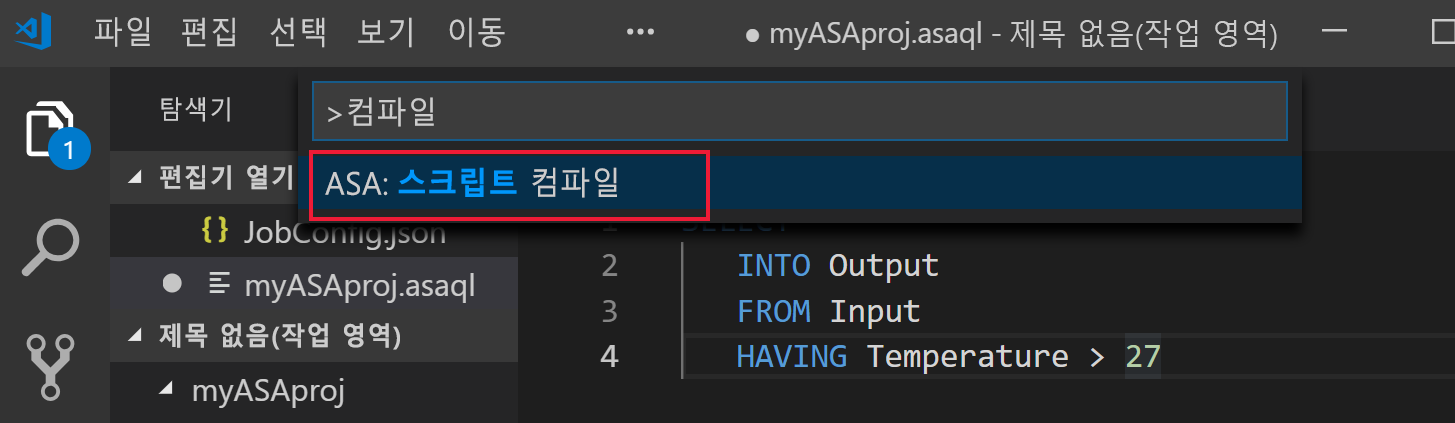 파일 편집 선택 보기 이동 ••• ● myASAproj.asaql - 제목 없음(작업 영역)
탐색기
>컴파일
1
편집기 열기
ASA: 스크립트 컴파일
{ } JobConfig.json
1 SELECT
myASAproj.asaql
2 INTO Output
제목 없음(작업 영역)
3 FROM Input
myASAproj
4 HAVING Temperature > 27